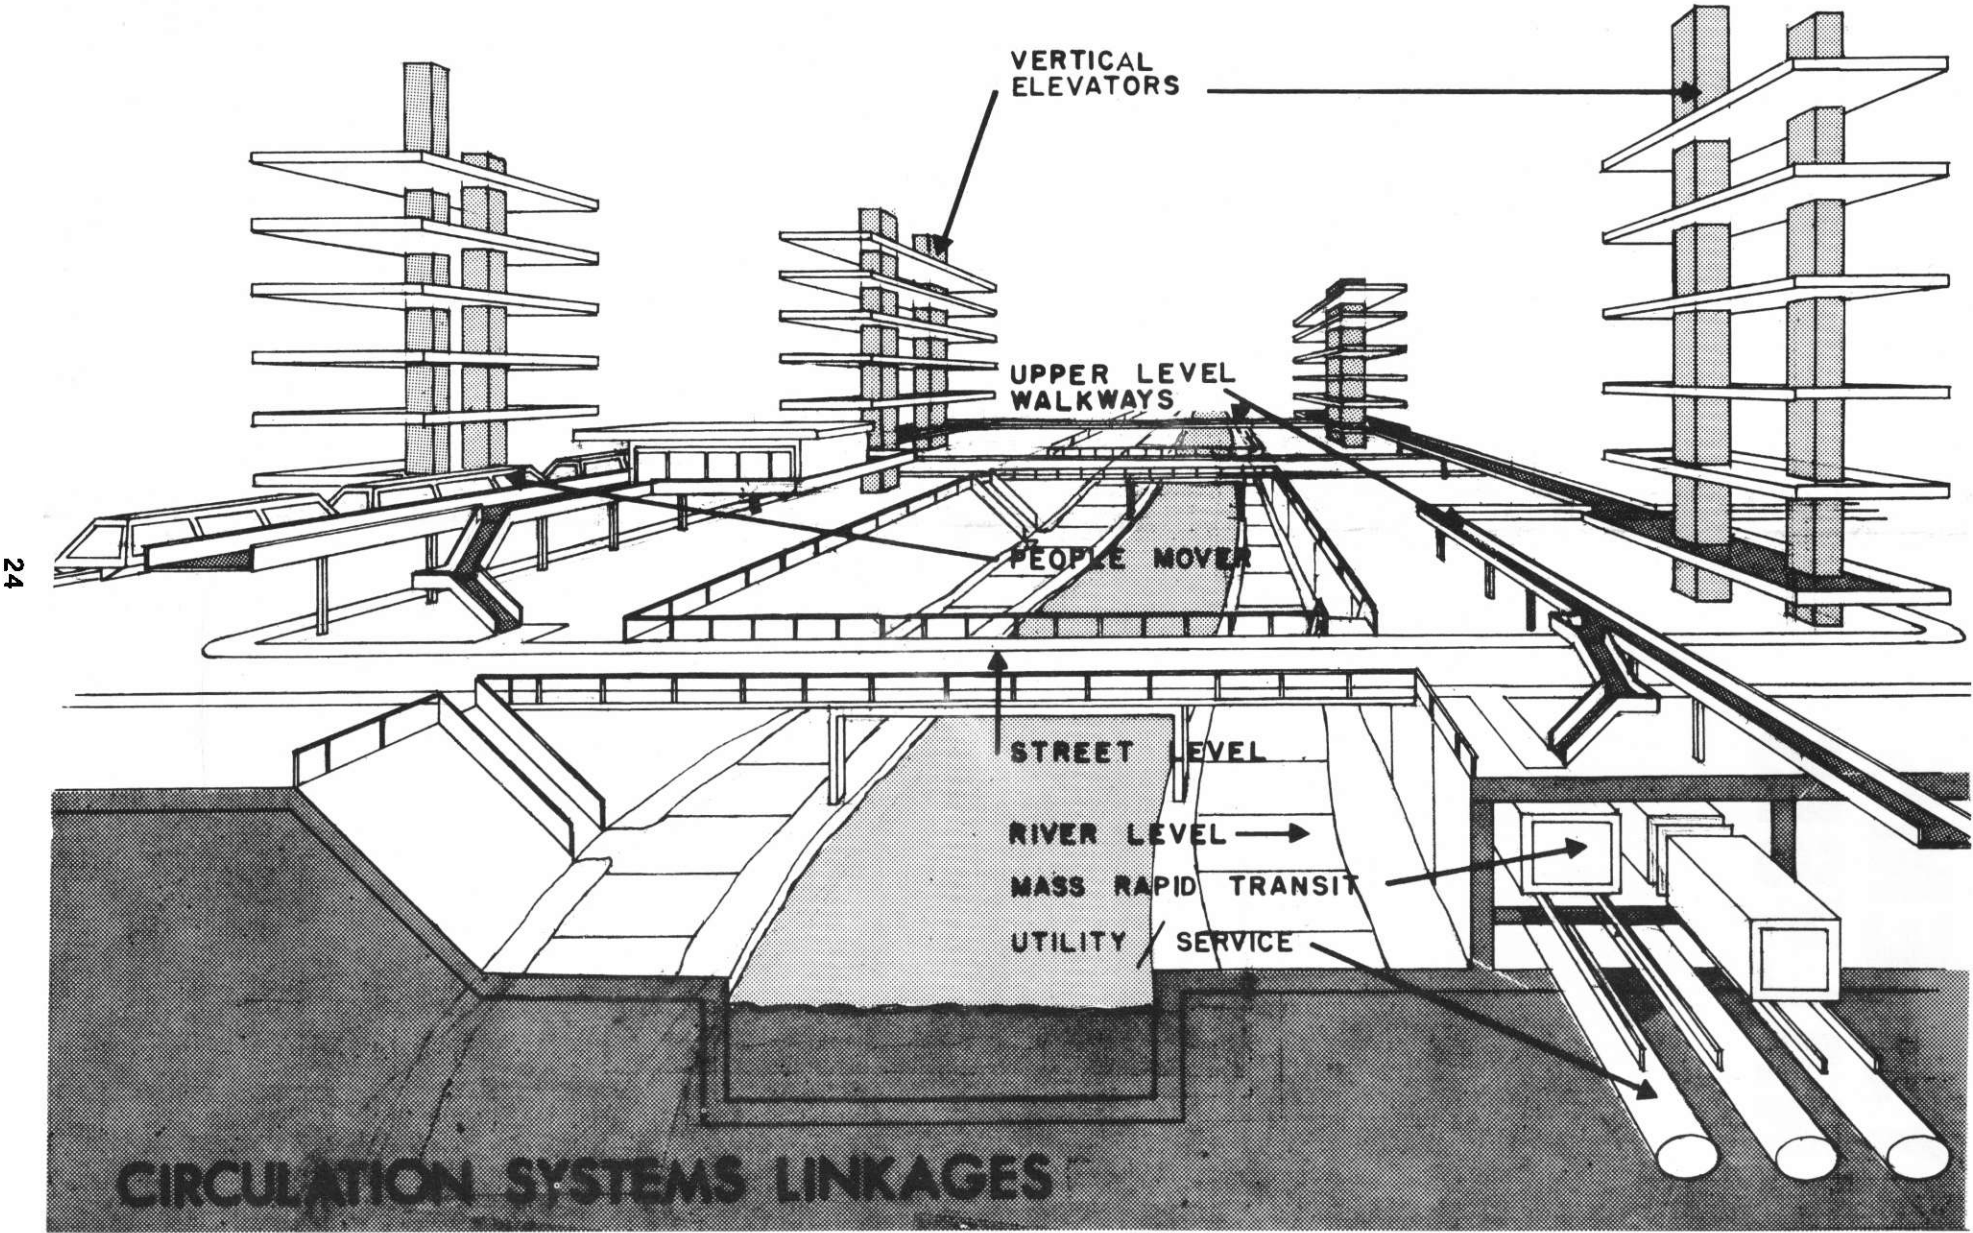 VERTICAL
ELEVATORS
UPPER LEVEL
WALKWAYS
PEOPLE MOVER
STREET LEVEL
RIVER LEVEL
MASS RAPID TRANSIT
UTILITY / SERVICE
CIRCULATION SYSTEMS LINKAGES
24